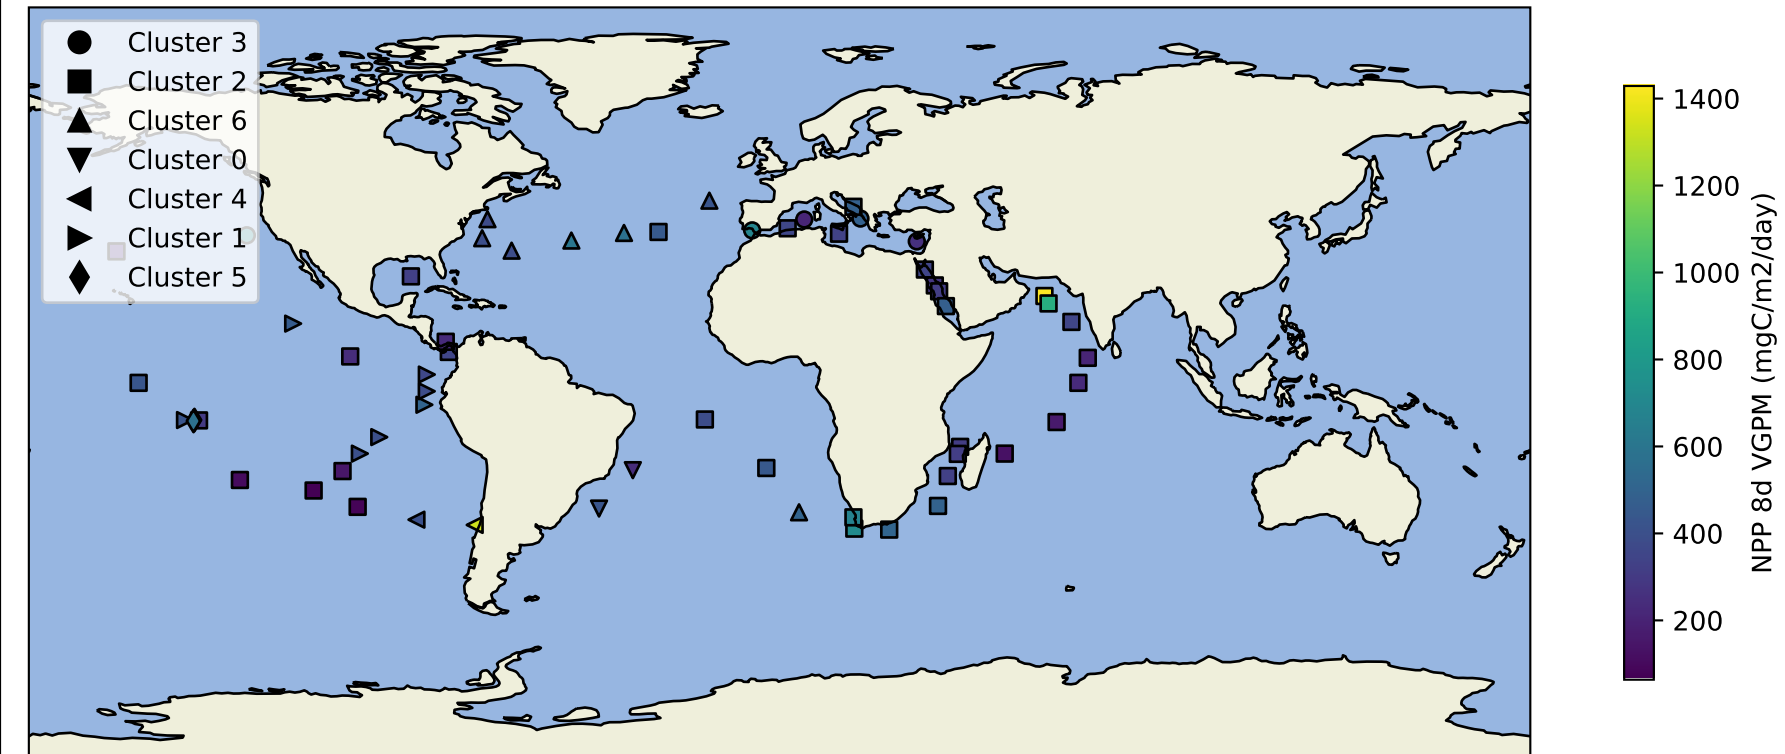 Cluster 3
Cluster 2
Cluster 6
Cluster 0
Cluster 4
Cluster 1
Cluster 5
1400
1200
1000
800
600
400
200
NPP 8d VGPM (mgC/m2/day)